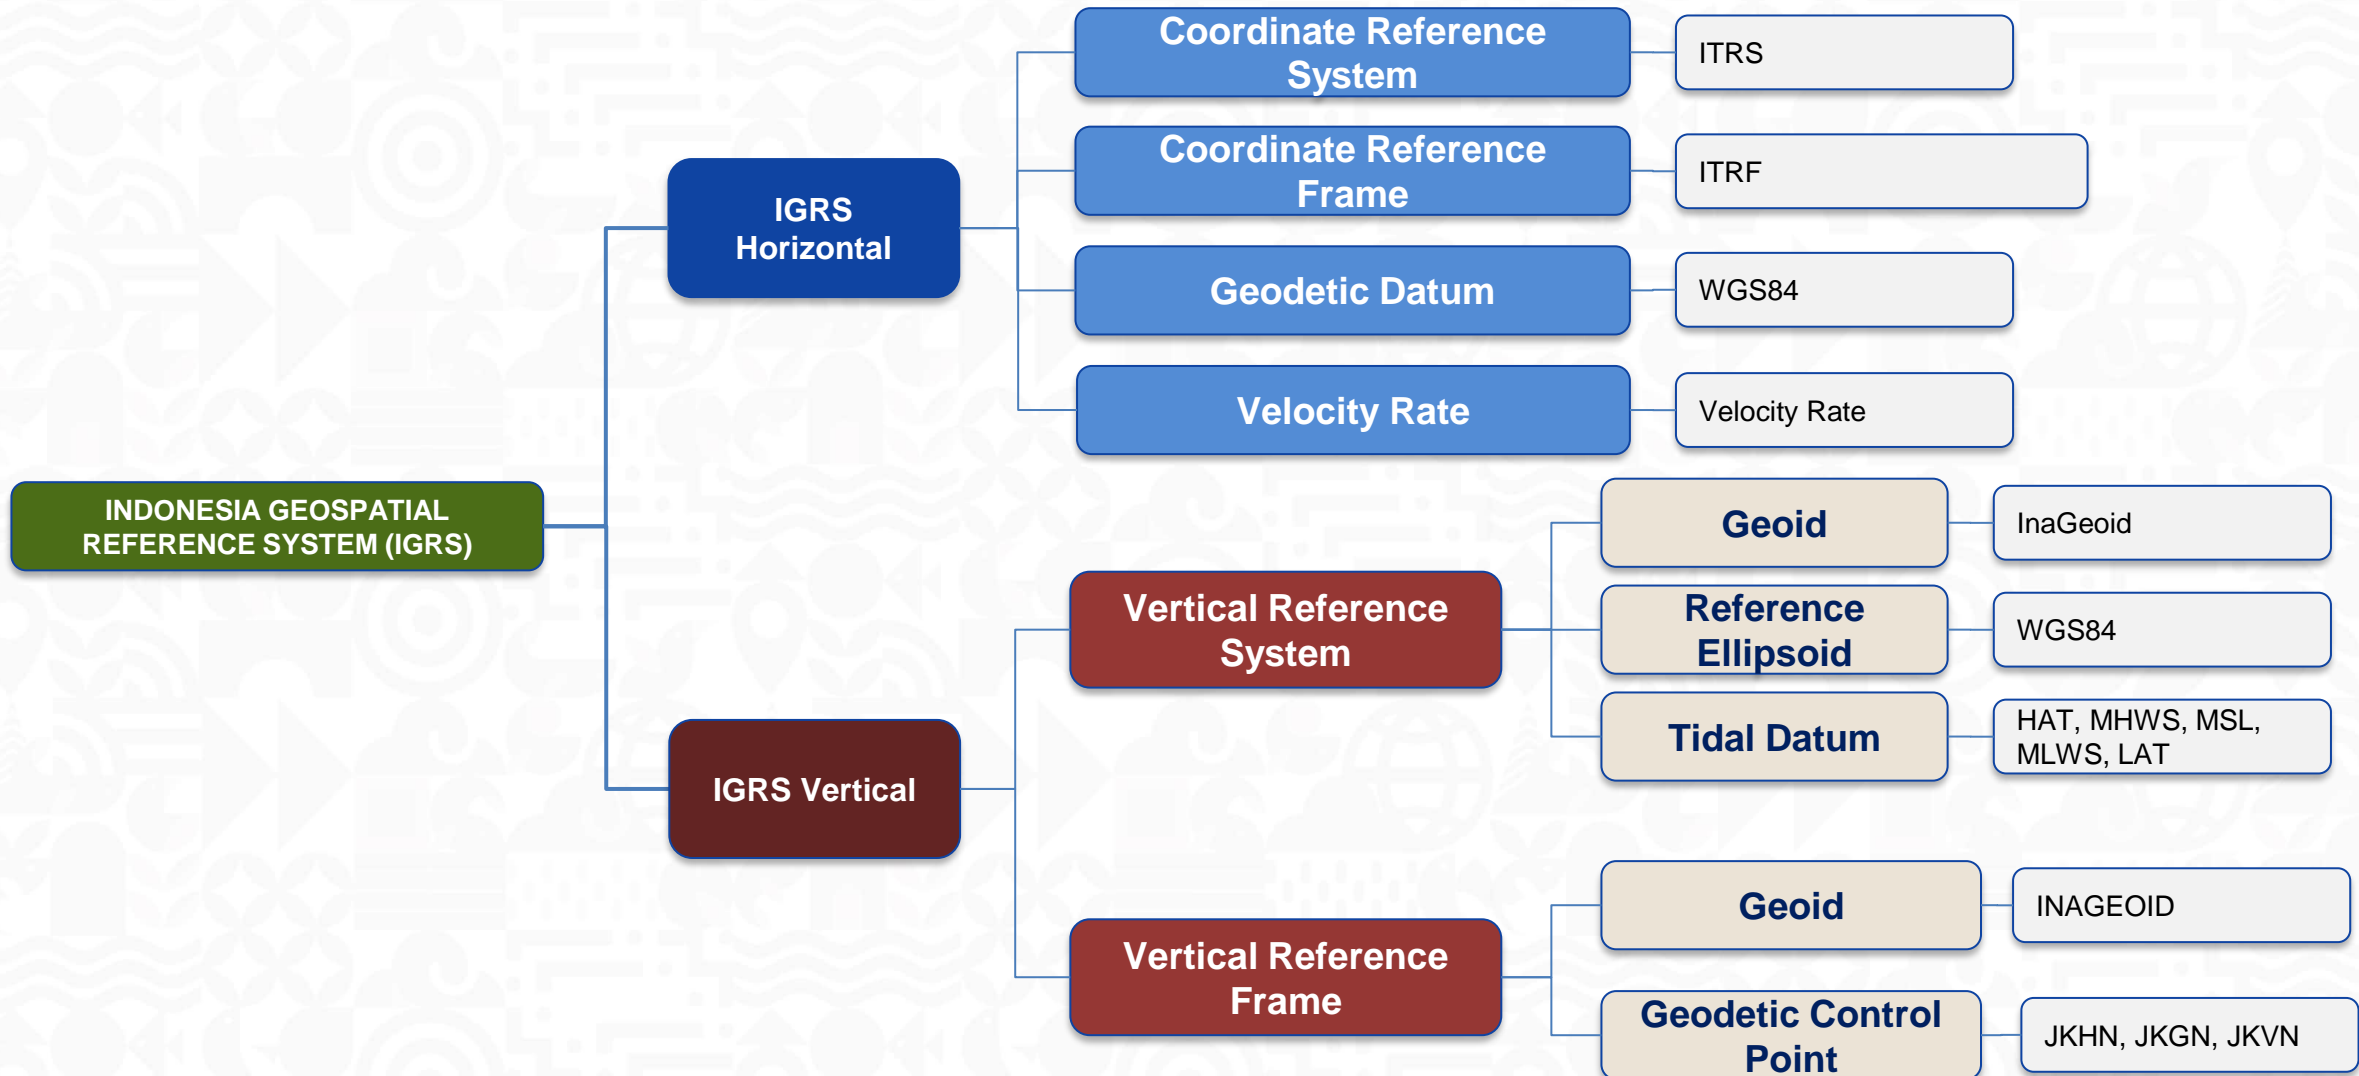 Coordinate Reference
System
ITRS
Coordinate Reference
Frame
ITRF
IGRS
Horizontal
Geodetic Datum
WGS84
Velocity Rate
Velocity Rate
INDONESIA GEOSPATIAL
REFERENCE SYSTEM (IGRS)
Geoid
InaGeoid
Vertical Reference
System
Reference
Ellipsoid
WGS84
Tidal Datum
HAT, MHWS, MSL,
MLWS, LAT
IGRS Vertical
Geoid
INAGEOID
Vertical Reference
Frame
Geodetic Control
Point
JKHN, JKGN, JKVN